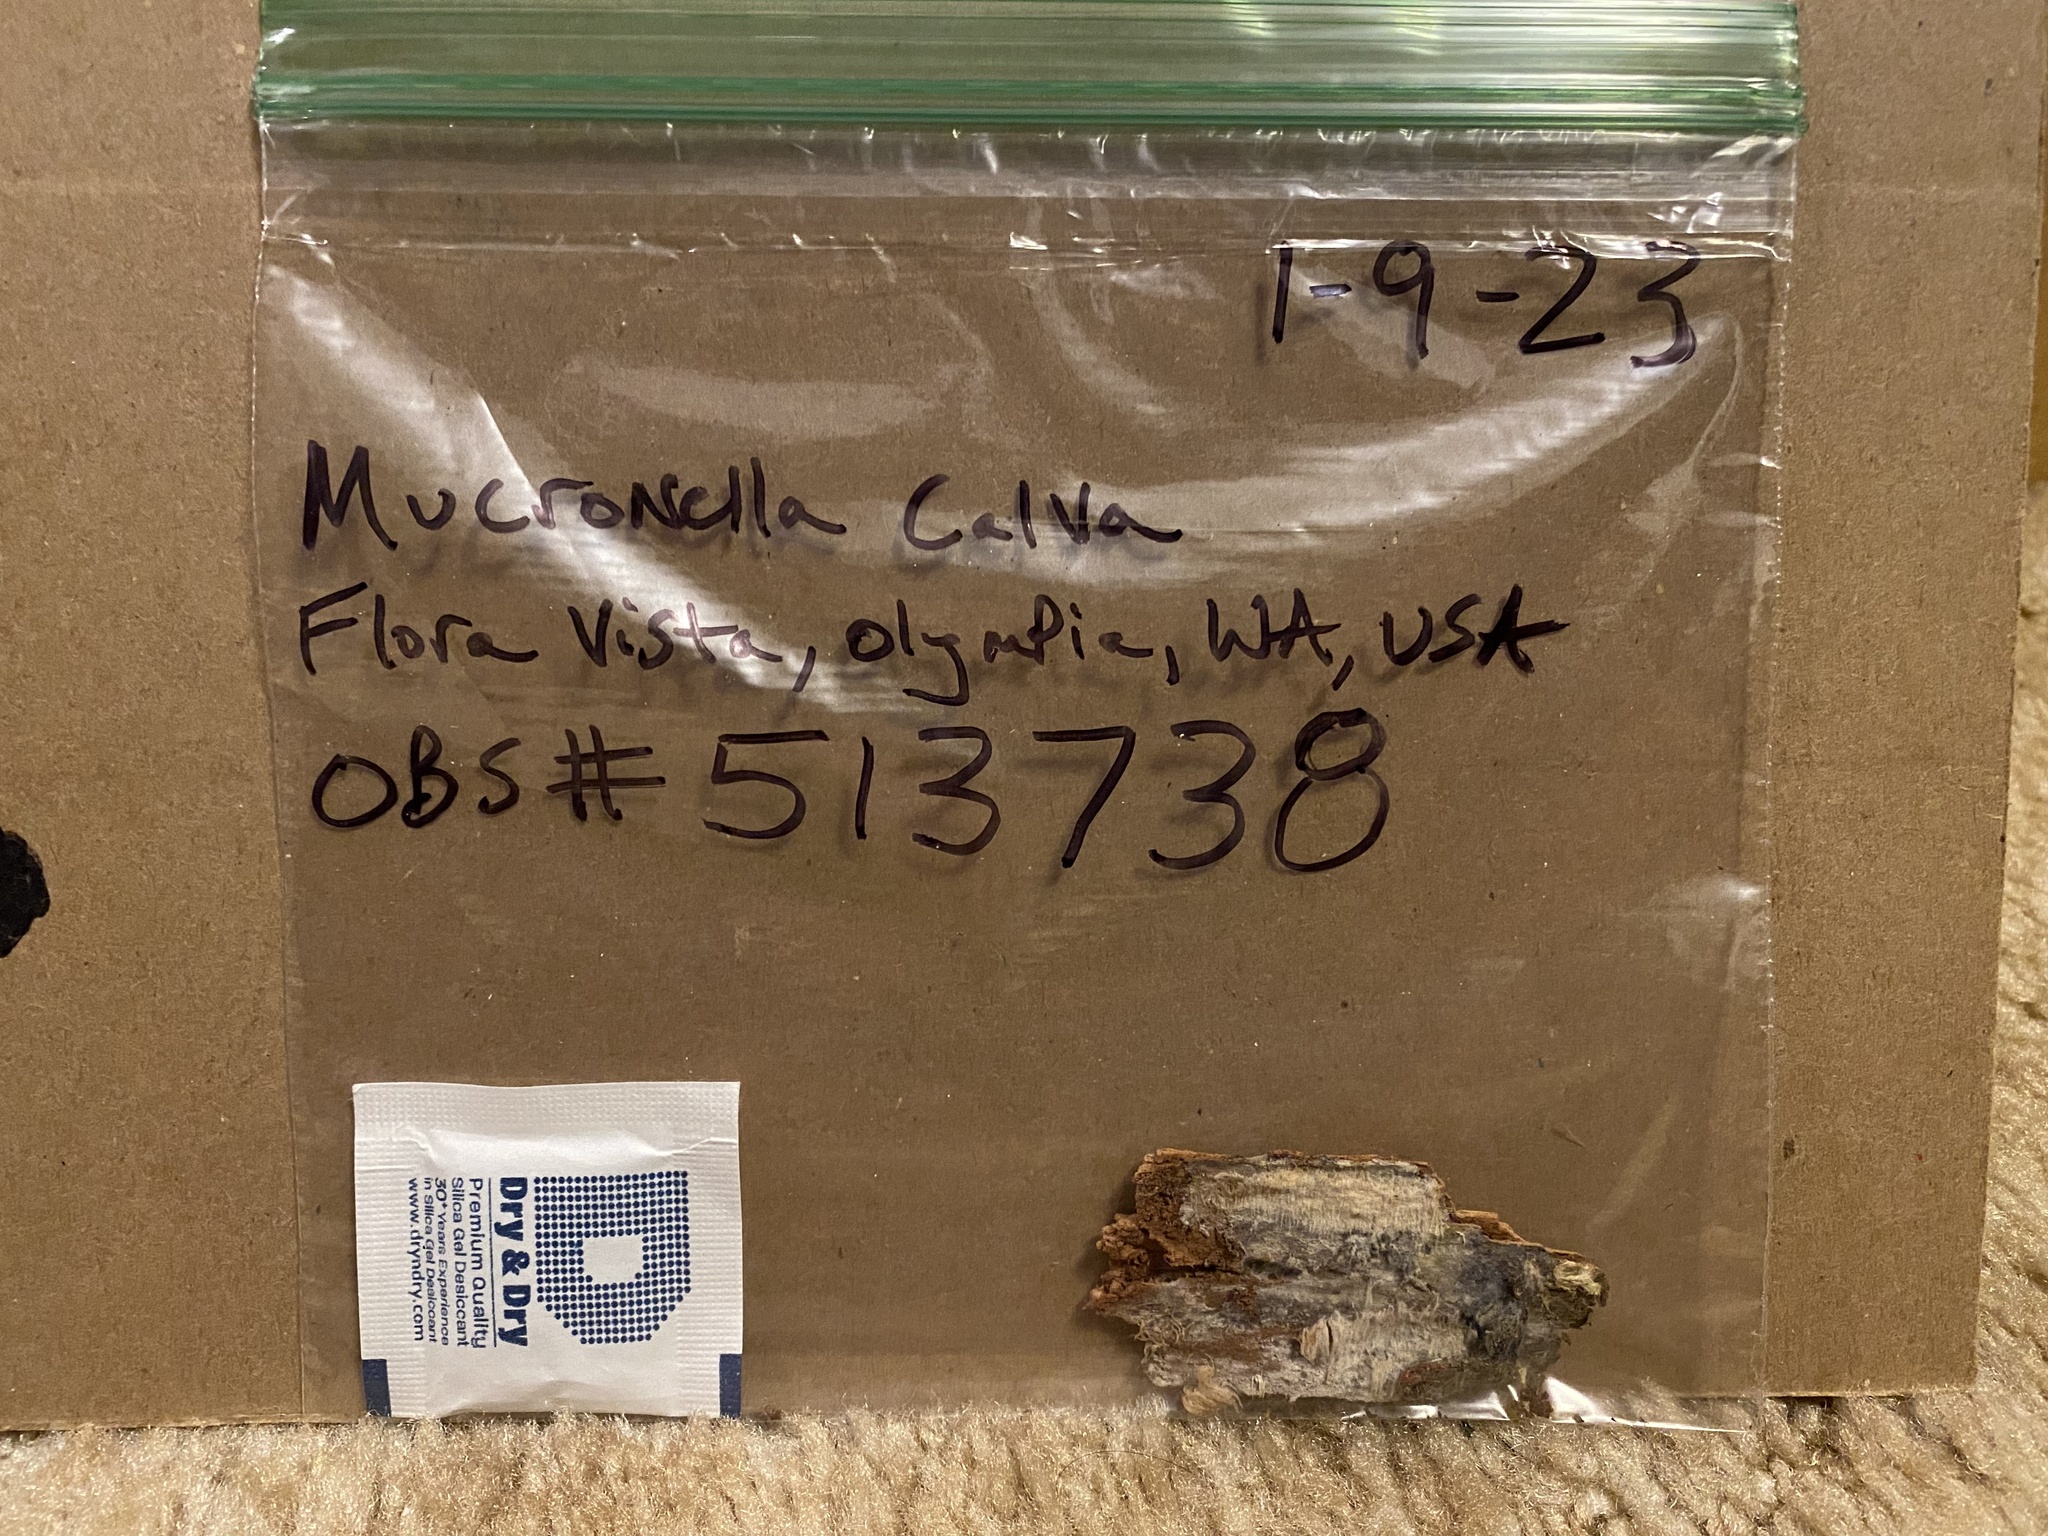 1-9-23
Mucronella Calva
Flora Vista, Olympia, WA, USA
OBS # 513738
Dry & Dry
Premium Quality
Silica Gel Desiccant
30+ Years Experience
in Silica Gel Desiccant
www.dryndry.com